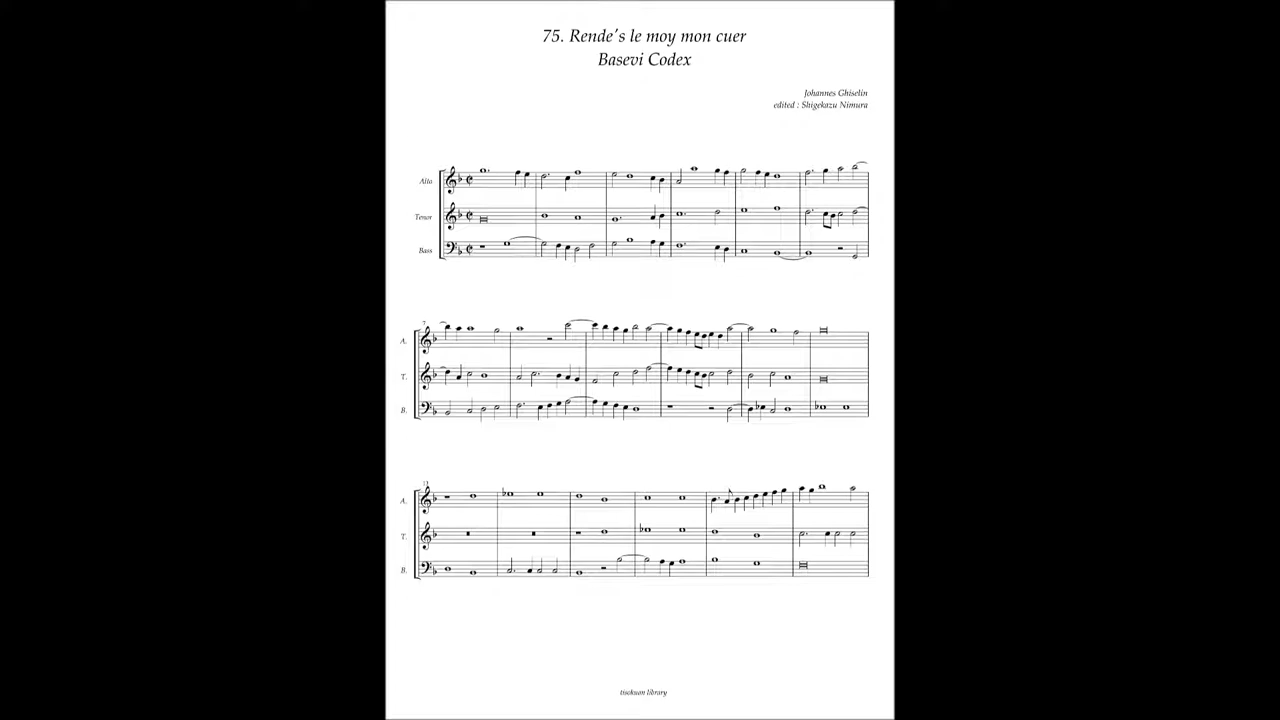 75. Rende's le moy mon cuer
Basevi Codex
Johannes Ghiselin
edited : Shigekazu Nimura
Alto
Tenor
Bass
7
A.
T.
B.
13
A.
T.
B.
tisokuon library